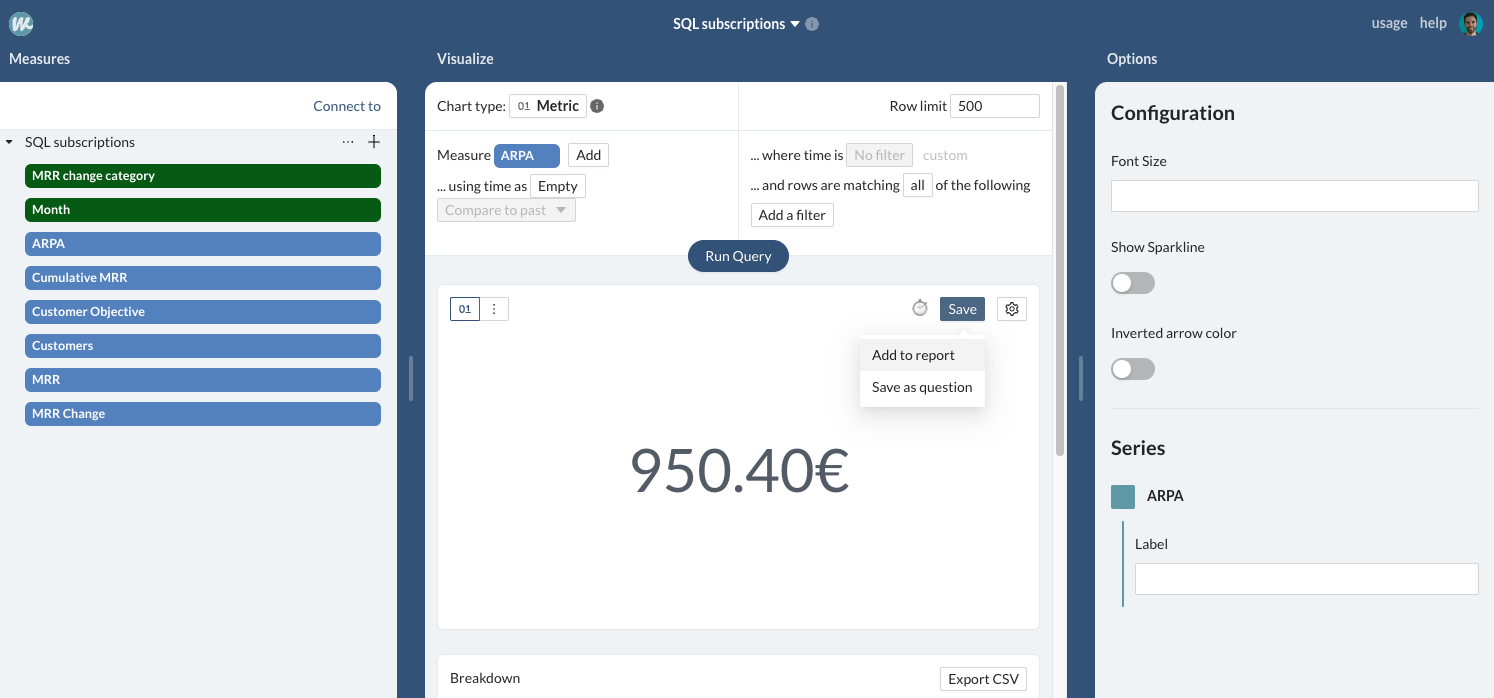 SQL subscriptions
usage help
Measures
Visualize
Options
Connect to
SQL subscriptions
MRR change category
Month
ARPA
Cumulative MRR
Customer Objective
Customers
MRR
MRR Change
Chart type: 01 Metric
Row limit 500
Measure ARPA Add
... using time as Empty
Compare to past
... where time is No filter custom
... and rows are matching all of the following
Add a filter
Run Query
01
Save
Add to report
Save as question
950.40€
Breakdown
Export CSV
Configuration
Font Size
Show Sparkline
Inverted arrow color
Series
ARPA
Label